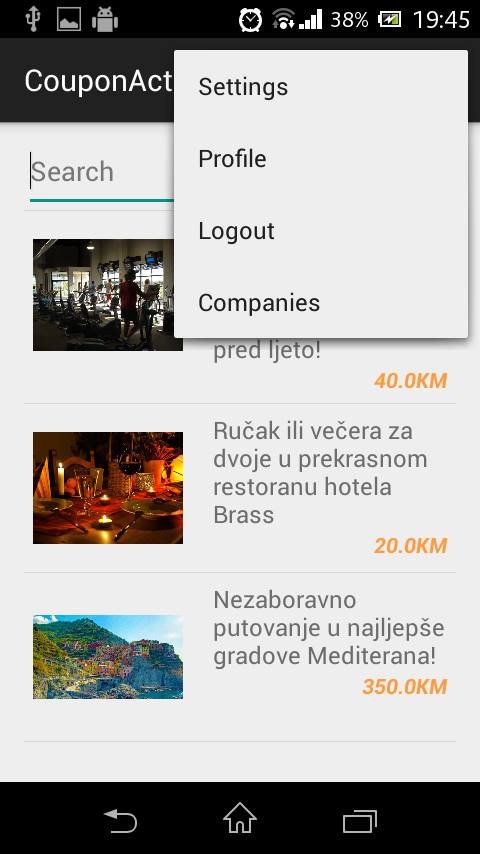 38% 19:45
CouponAct
Settings
Profile
Logout
Companies
Search
pred ljeto!
40.0KM
Ručak ili večera za
dvoje u prekrasnom
restoranu hotela
Brass
20.0KM
Nezaboravno
putovanje u najljepše
gradove Mediterana!
350.0KM